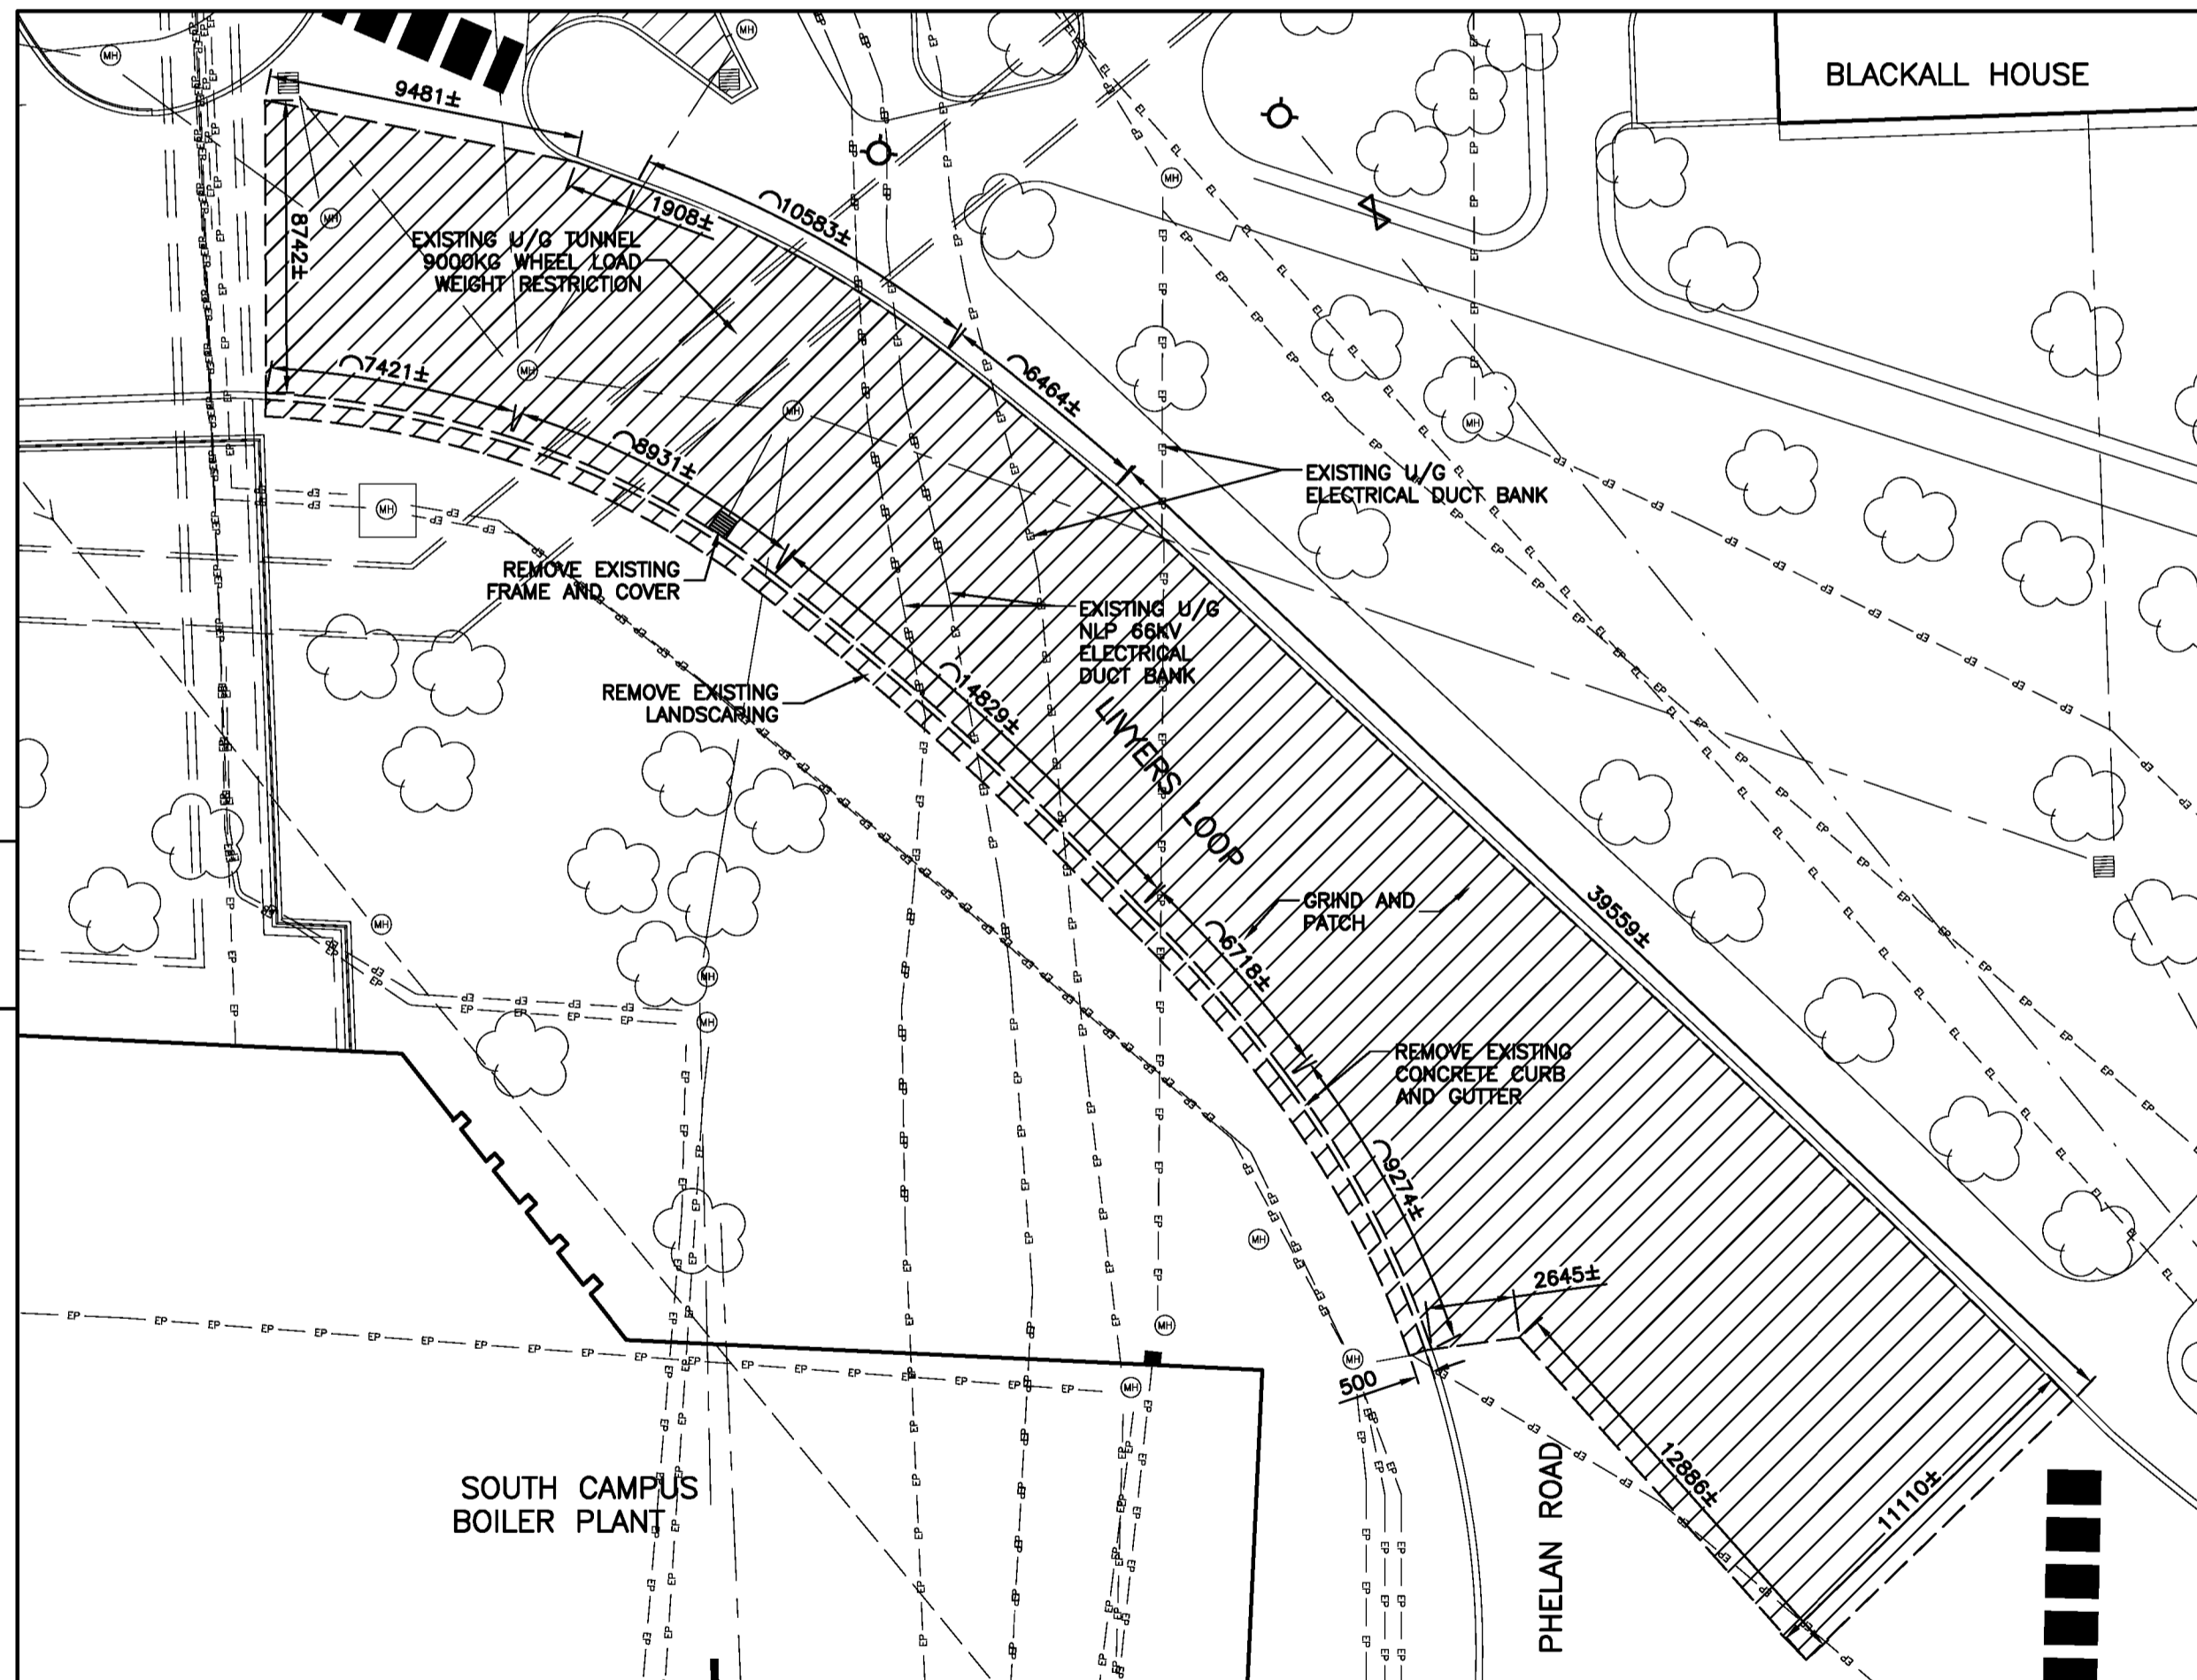 BLACKALL HOUSE
9481±
8742±
1908±
10583±
EXISTING U/G TUNNEL
9000KG WHEEL LOAD
WEIGHT RESTRICTION
7421±
6464±
8931±
EXISTING U/G
ELECTRICAL DUCT BANK
REMOVE EXISTING
FRAME AND COVER
EXISTING U/G
NLP 66KV
ELECTRICAL
DUCT BANK
REMOVE EXISTING
LANDSCAPING
14829±
LIVYERS LOOP
GRIND AND
PATCH
39559±
6718±
REMOVE EXISTING
CONCRETE CURB
AND GUTTER
9274±
2645±
500
12886±
11110±
SOUTH CAMPUS
BOILER PLANT
PHELAN ROAD